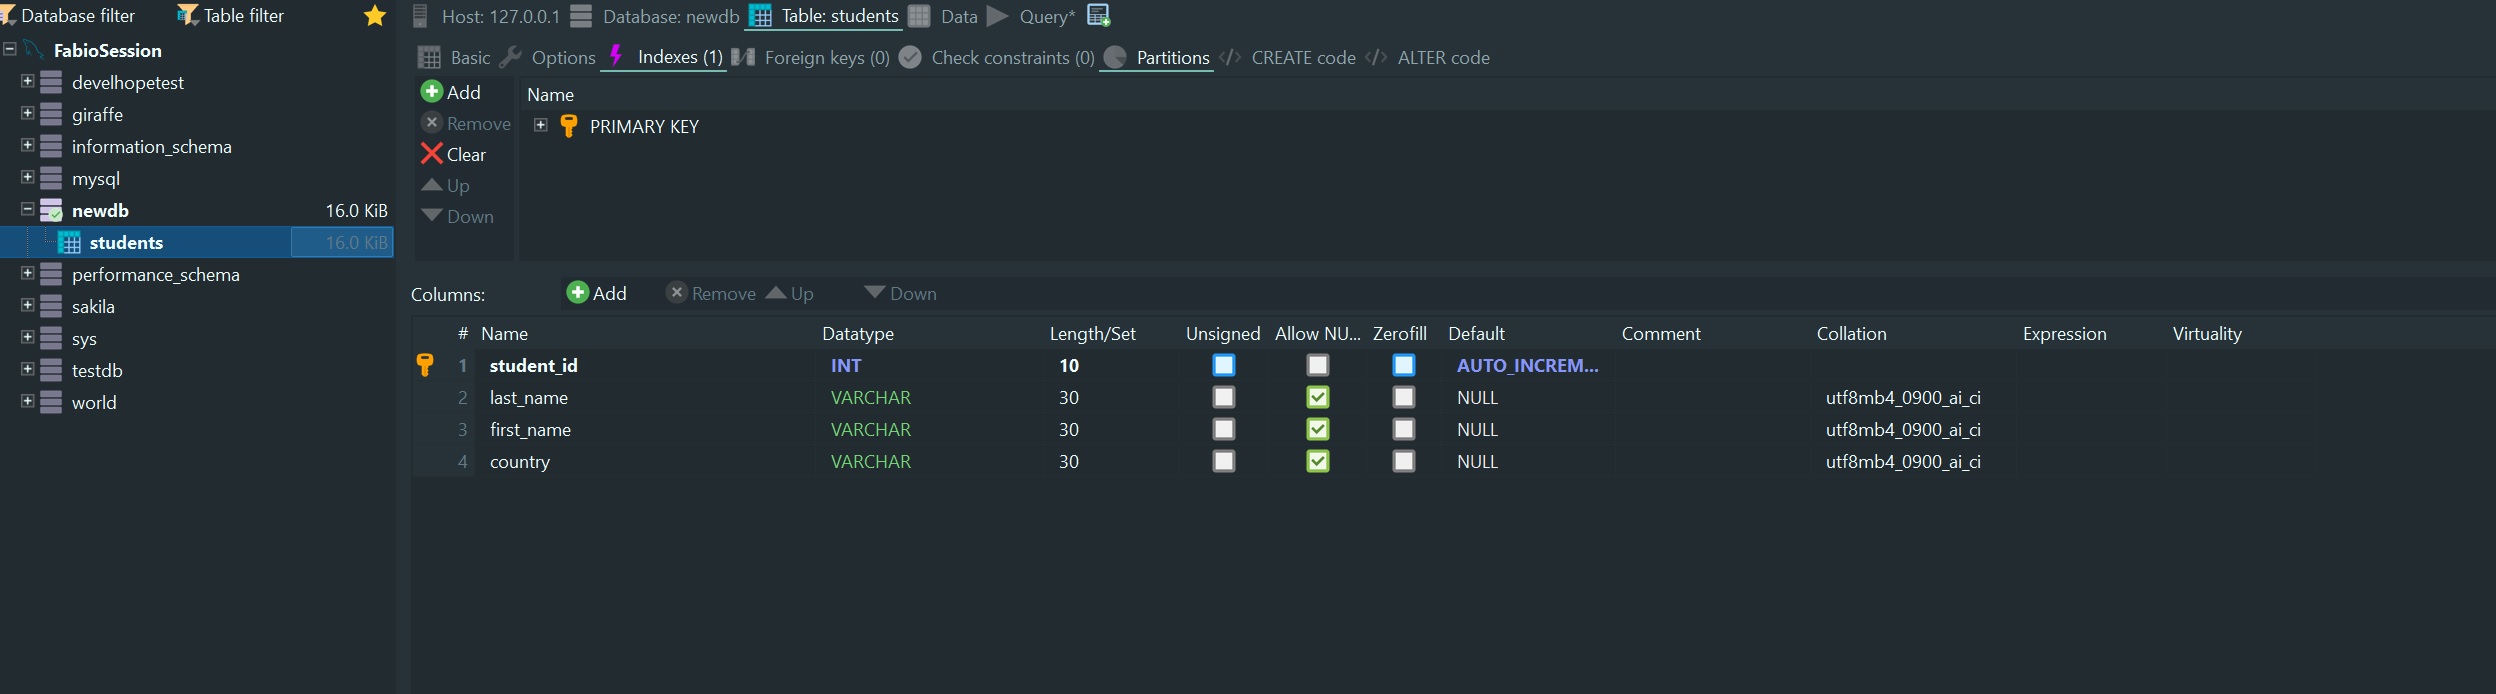 Database filter Table filter
FabioSession
develhopetest
giraffe
information_schema
mysql
newdb 16.0 KiB
students 16.0 KiB
performance_schema
sakila
sys
testdb
world
Host: 127.0.0.1 Database: newdb Table: students Data Query*
Basic Options Indexes (1) Foreign keys (0) Check constraints (0) Partitions CREATE code ALTER code
Add
Remove
Clear
Up
Down
Name
PRIMARY KEY
Columns: Add Remove Up Down
# Name Datatype Length/Set Unsigned Allow NU... Zerofill Default Comment Collation Expression Virtuality
1 student_id INT 10 AUTO_INCREM...
2 last_name VARCHAR 30 NULL utf8mb4_0900_ai_ci
3 first_name VARCHAR 30 NULL utf8mb4_0900_ai_ci
4 country VARCHAR 30 NULL utf8mb4_0900_ai_ci